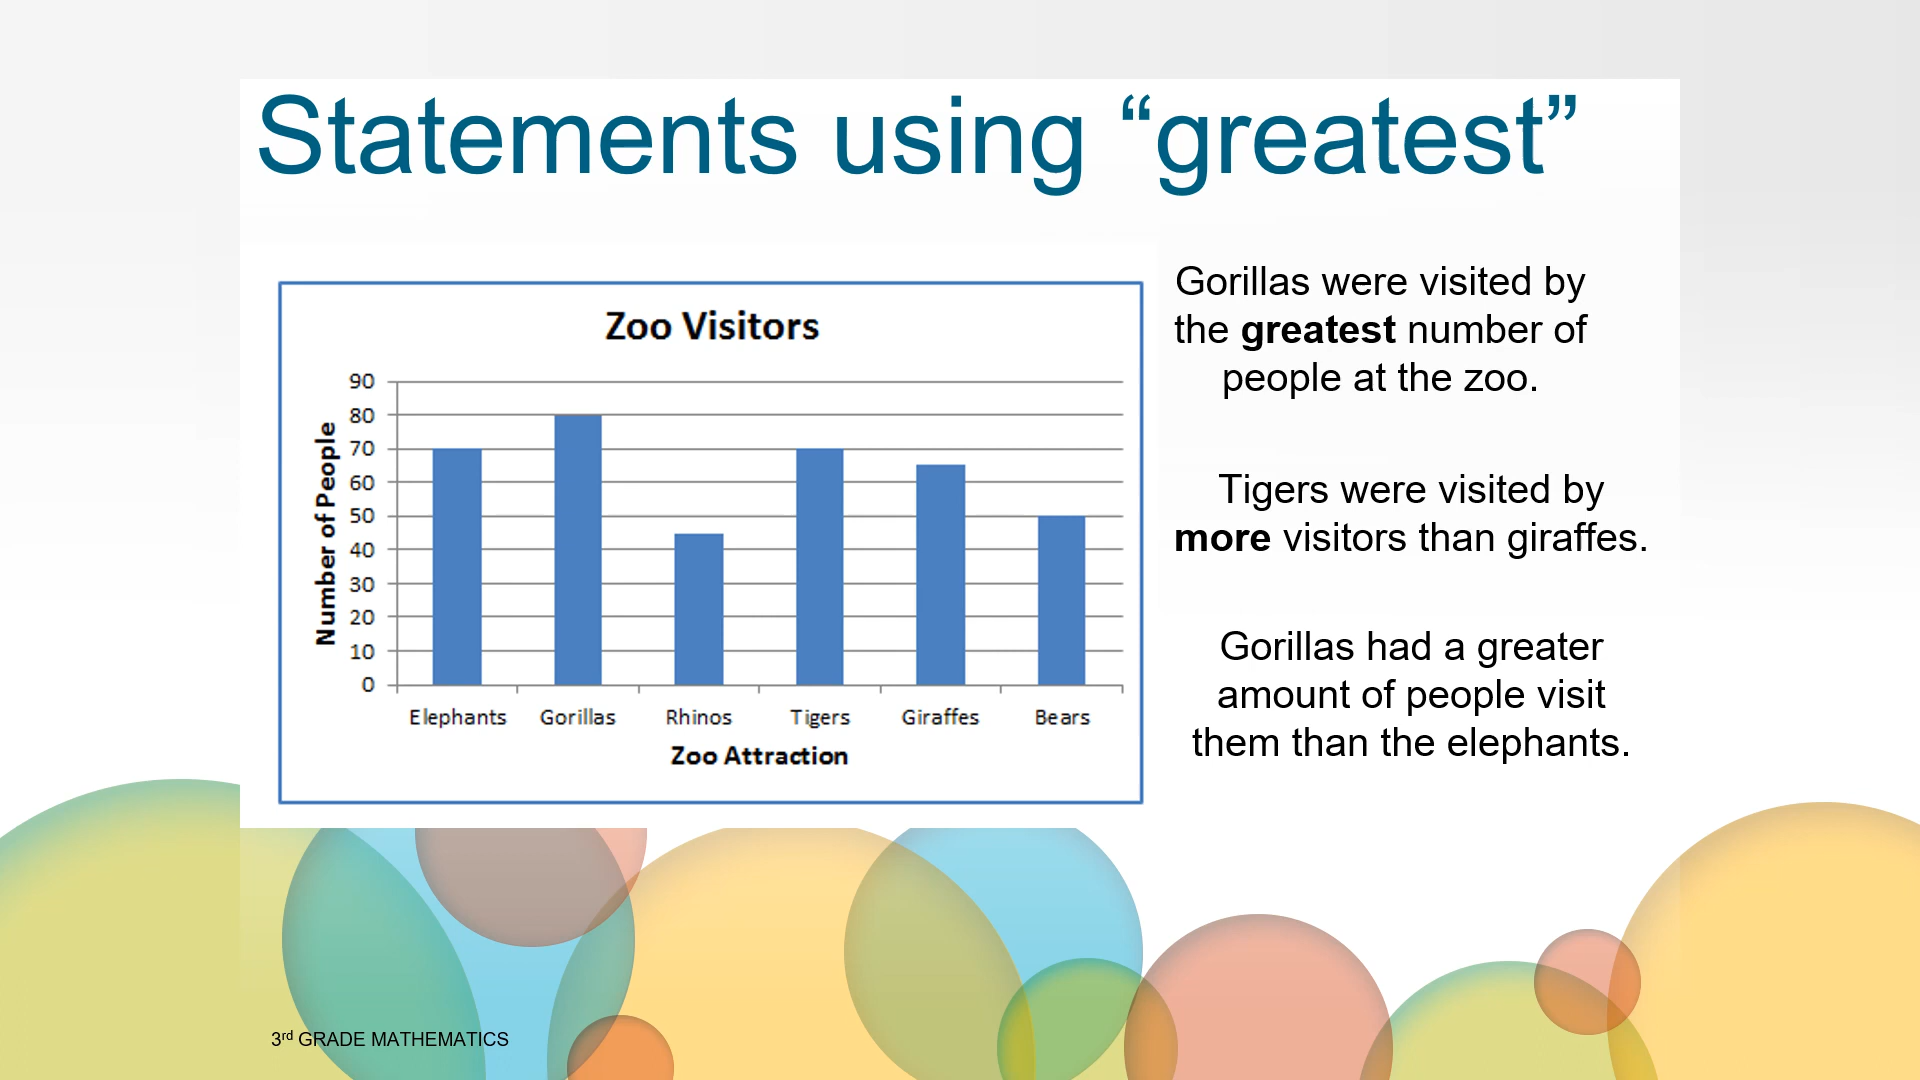 Statements using “greatest”
Zoo Visitors
90
80
70
60
50
40
30
20
10
0
Number of People
Elephants Gorillas Rhinos Tigers Giraffes Bears
Zoo Attraction
Gorillas were visited by
the greatest number of
people at the zoo.
Tigers were visited by
more visitors than giraffes.
Gorillas had a greater
amount of people visit
them than the elephants.
3rd GRADE MATHEMATICS